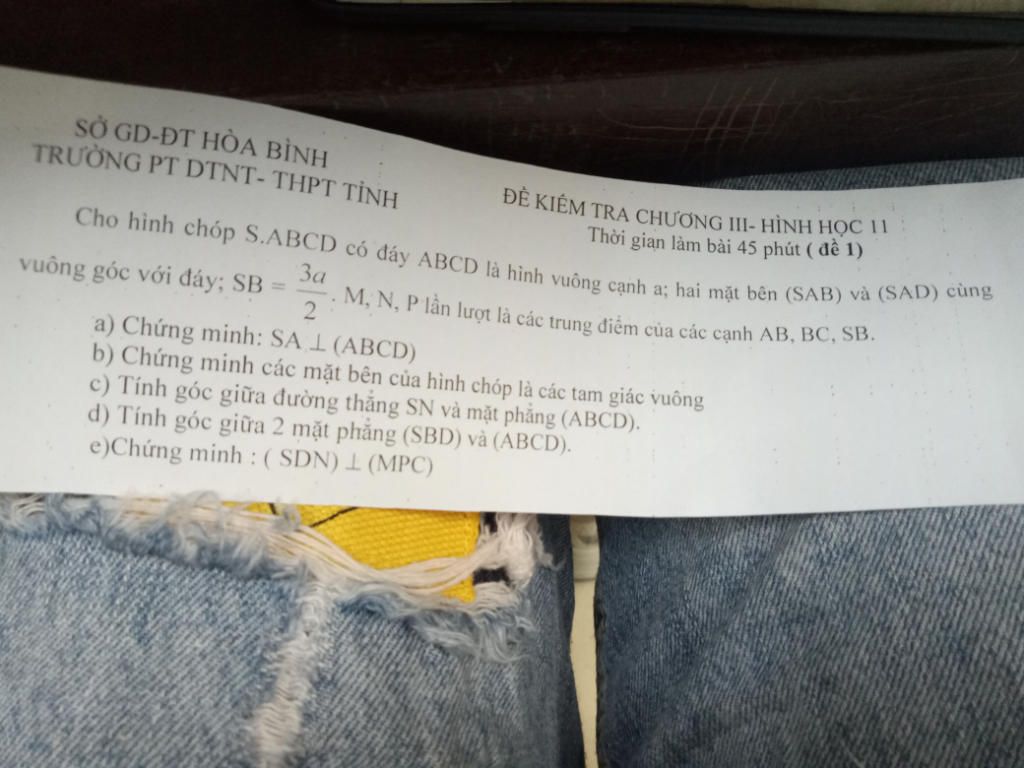 SỞ GD-ĐT HÒA BÌNH
TRƯỜNG PT DTNT- THPT TỈNH
ĐỀ KIỂM TRA CHƯƠNG III- HÌNH HỌC 11
Thời gian làm bài 45 phút ( đề 1)
Cho hình chóp S.ABCD có đáy ABCD là hình vuông cạnh a; hai mặt bên (SAB) và (SAD) cùng
vuông góc với đáy; SB = 3a/2. M, N, P lần lượt là các trung điểm của các cạnh AB, BC, SB.
a) Chứng minh: SA ⊥ (ABCD)
b) Chứng minh các mặt bên của hình chóp là các tam giác vuông
c) Tính góc giữa đường thẳng SN và mặt phẳng (ABCD).
d) Tính góc giữa 2 mặt phẳng (SBD) và (ABCD).
e)Chứng minh : ( SDN) ⊥ (MPC)